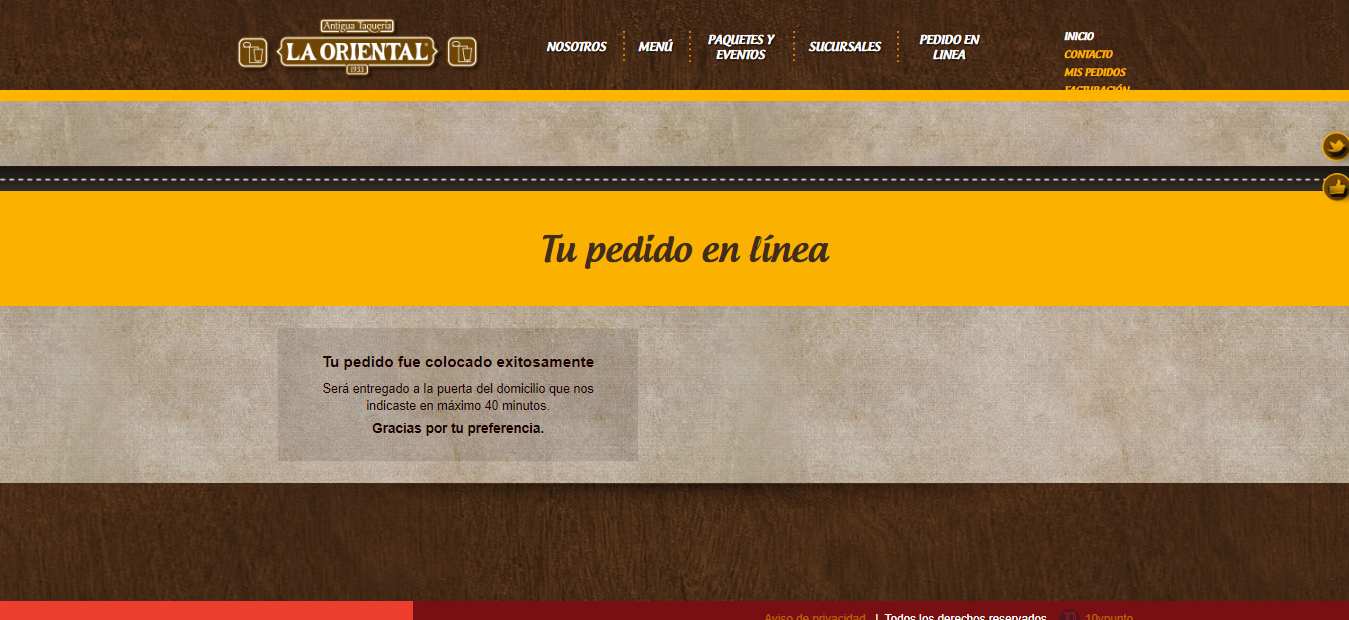 Antigua Taquería
LA ORIENTAL
1935
NOSOTROS
MENÚ
PAQUETES Y
EVENTOS
SUCURSALES
PEDIDO EN
LINEA
INICIO
CONTACTO
MIS PEDIDOS
FACTURACIÓN
Tu pedido en línea
Tu pedido fue colocado exitosamente
Será entregado a la puerta del domicilio que nos
indicaste en máximo 40 minutos.
Gracias por tu preferencia.
Aviso de privacidad | Todos los derechos reservados 10ypunto